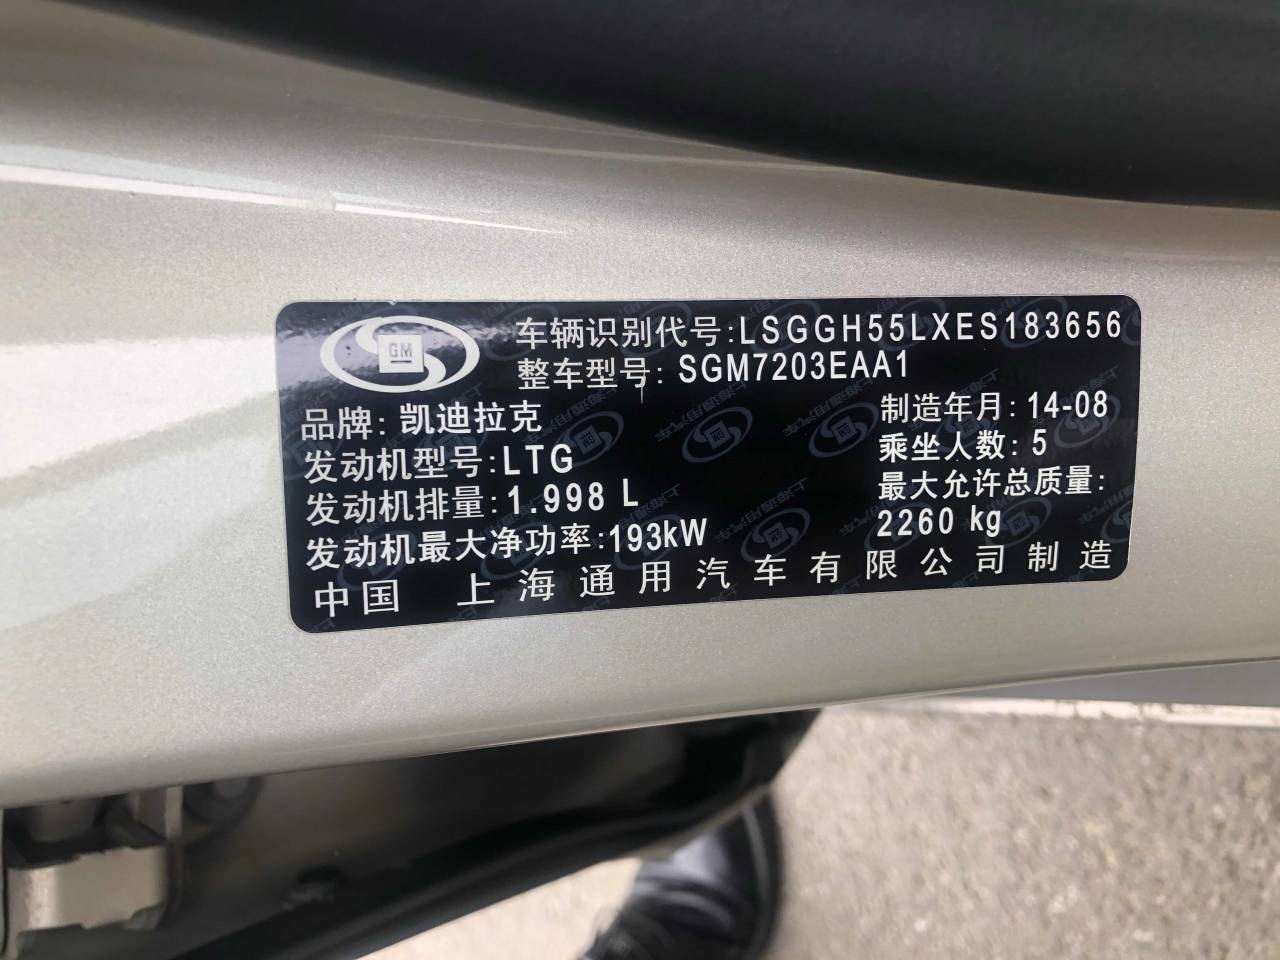 GM
车辆识别代号:LSGGH55LXES183656
整车型号: SGM7203EAA1
品牌: 凯迪拉克
制造年月: 14-08
发动机型号:LTG
乘坐人数: 5
发动机排量:1.998 L
最大允许总质量:
2260 kg
发动机最大净功率:193kW
中国 上海通用汽车有限公司制造